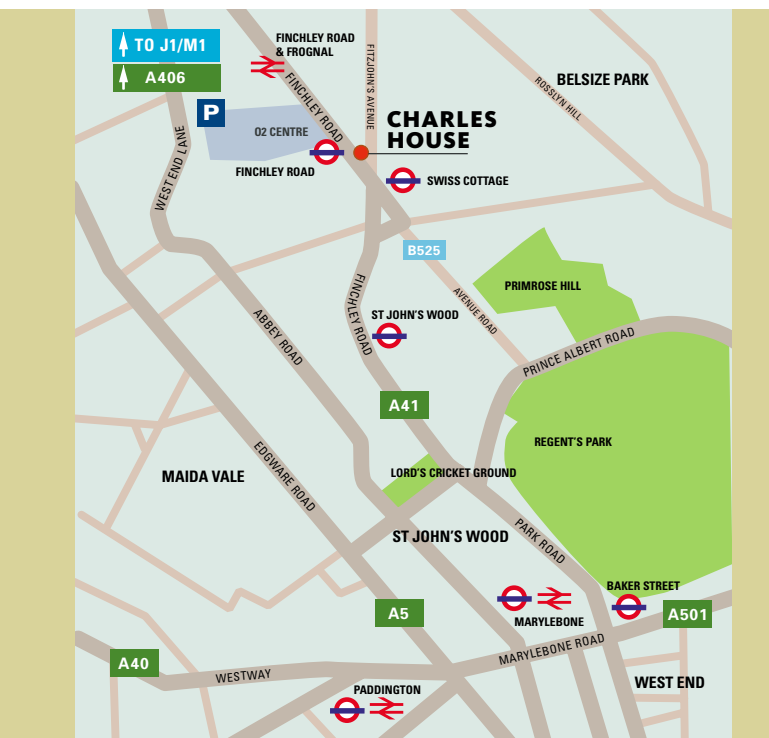 TO J1/M1
A406
FINCHLEY ROAD
& FROGNAL
FITZJOHN'S AVENUE
BELSIZE PARK
ROSSLYN HILL
P
FINCHLEY ROAD
O2 CENTRE
CHARLES
HOUSE
WEST END LANE
FINCHLEY ROAD
SWISS COTTAGE
B525
PRIMROSE HILL
AVENUE ROAD
FINCHLEY ROAD
ST JOHN'S WOOD
ABBEY ROAD
PRINCE ALBERT ROAD
A41
REGENT'S PARK
EDGWARE ROAD
MAIDA VALE
LORD'S CRICKET GROUND
ST JOHN'S WOOD
PARK ROAD
BAKER STREET
A5
MARYLEBONE
A501
A40
MARYLEBONE ROAD
WESTWAY
PADDINGTON
WEST END